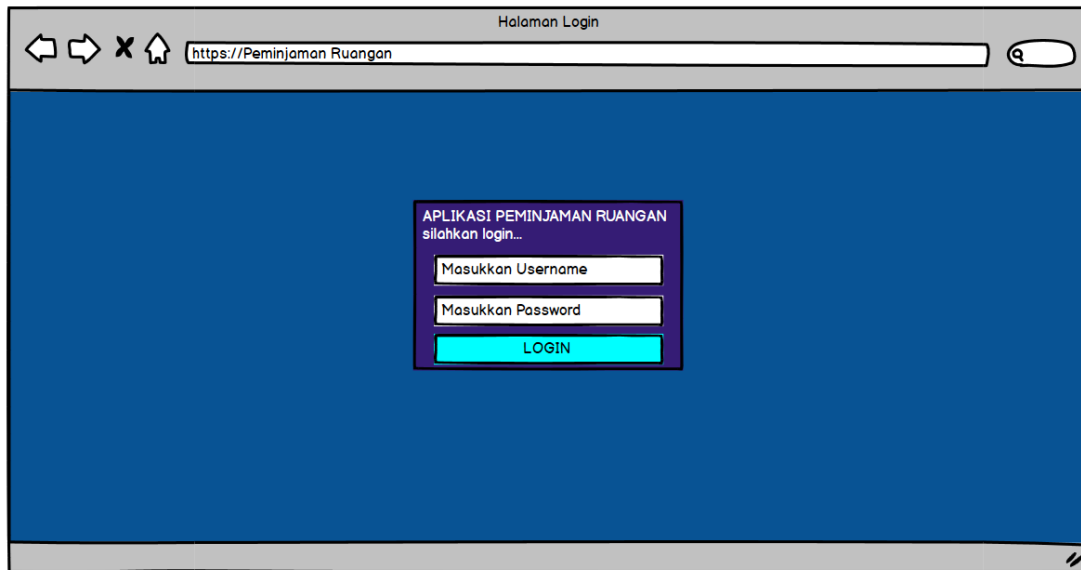 Halaman Login
https://Peminjaman Ruangan
APLIKASI PEMINJAMAN RUANGAN
silahkan login...
Masukkan Username
Masukkan Password
LOGIN